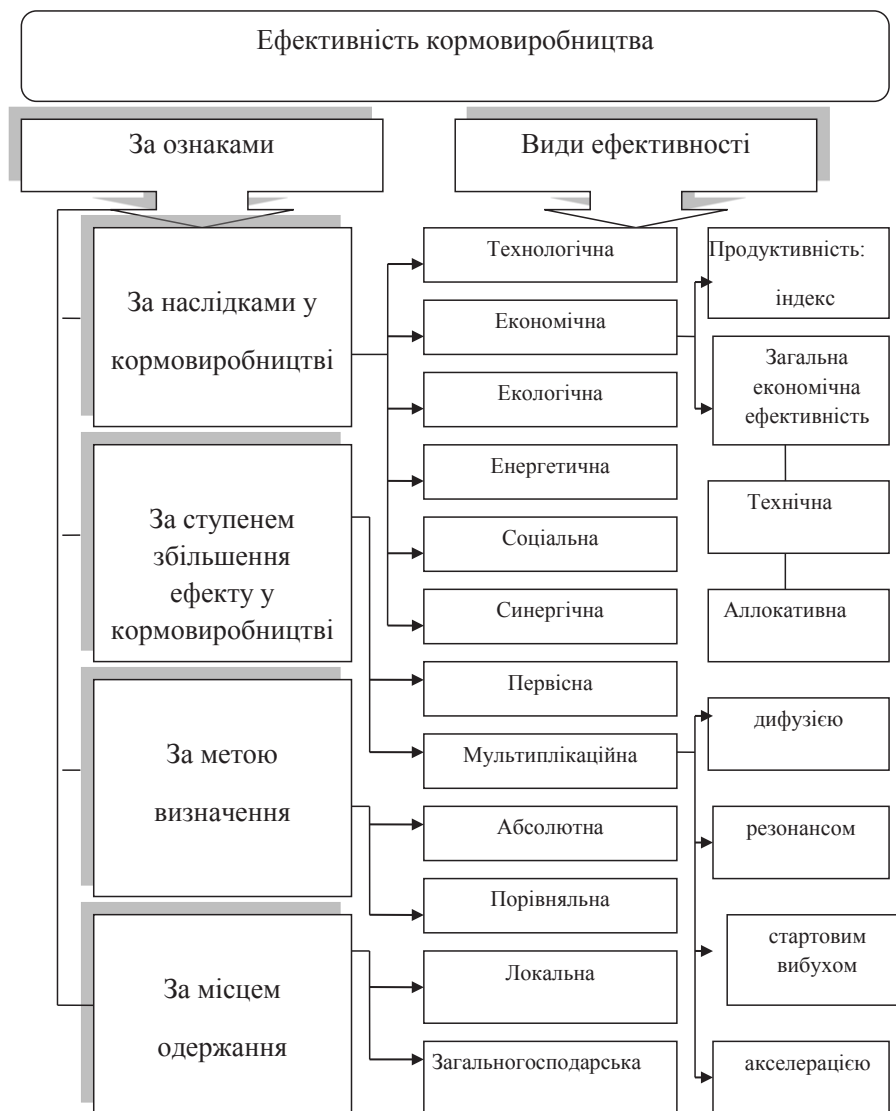 Ефективність кормовиробництва
За ознаками
Види ефективності
За наслідками у
кормовиробництві
За ступенем
збільшення
ефекту у
кормовиробництві
За метою
визначення
За місцем
одержання
Технологічна
Економічна
Екологічна
Енергетична
Соціальна
Синергічна
Первісна
Мультиплікаційна
Абсолютна
Порівняльна
Локальна
Загальногосподарська
Продуктивність:
індекс
Загальна
економічна
ефективність
Технічна
Аллокативна
дифузією
резонансом
стартовим
вибухом
акселерацією